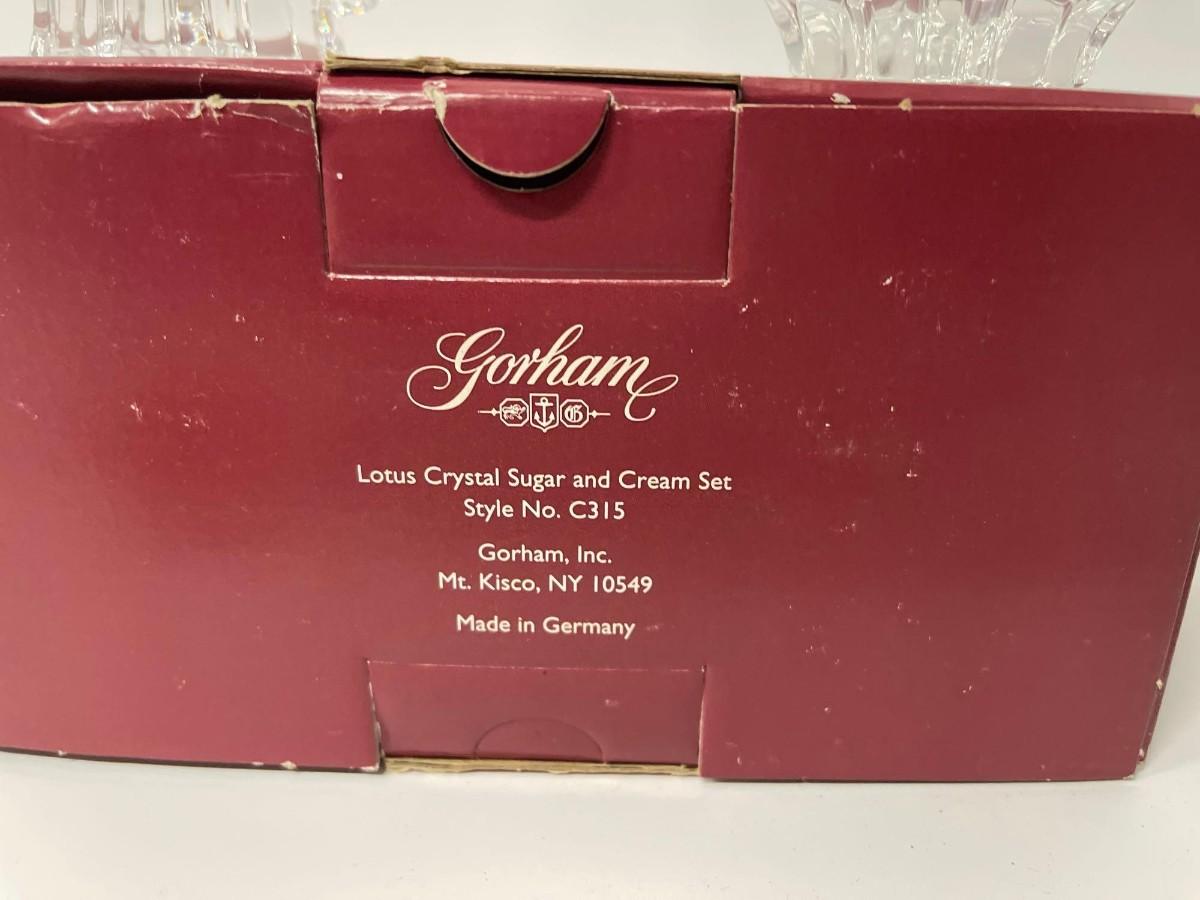 Gorham
G
Lotus Crystal Sugar and Cream Set
Style No. C315
Gorham, Inc.
Mt. Kisco, NY 10549
Made in Germany